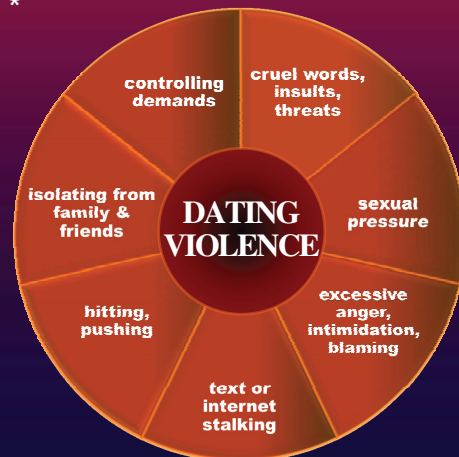 *
cruel words,
insults,
threats
sexual
pressure
excessive
anger,
intimidation,
blaming
text or
internet
stalking
hitting,
pushing
isolating from
family &
friends
controlling
demands
DATING
VIOLENCE